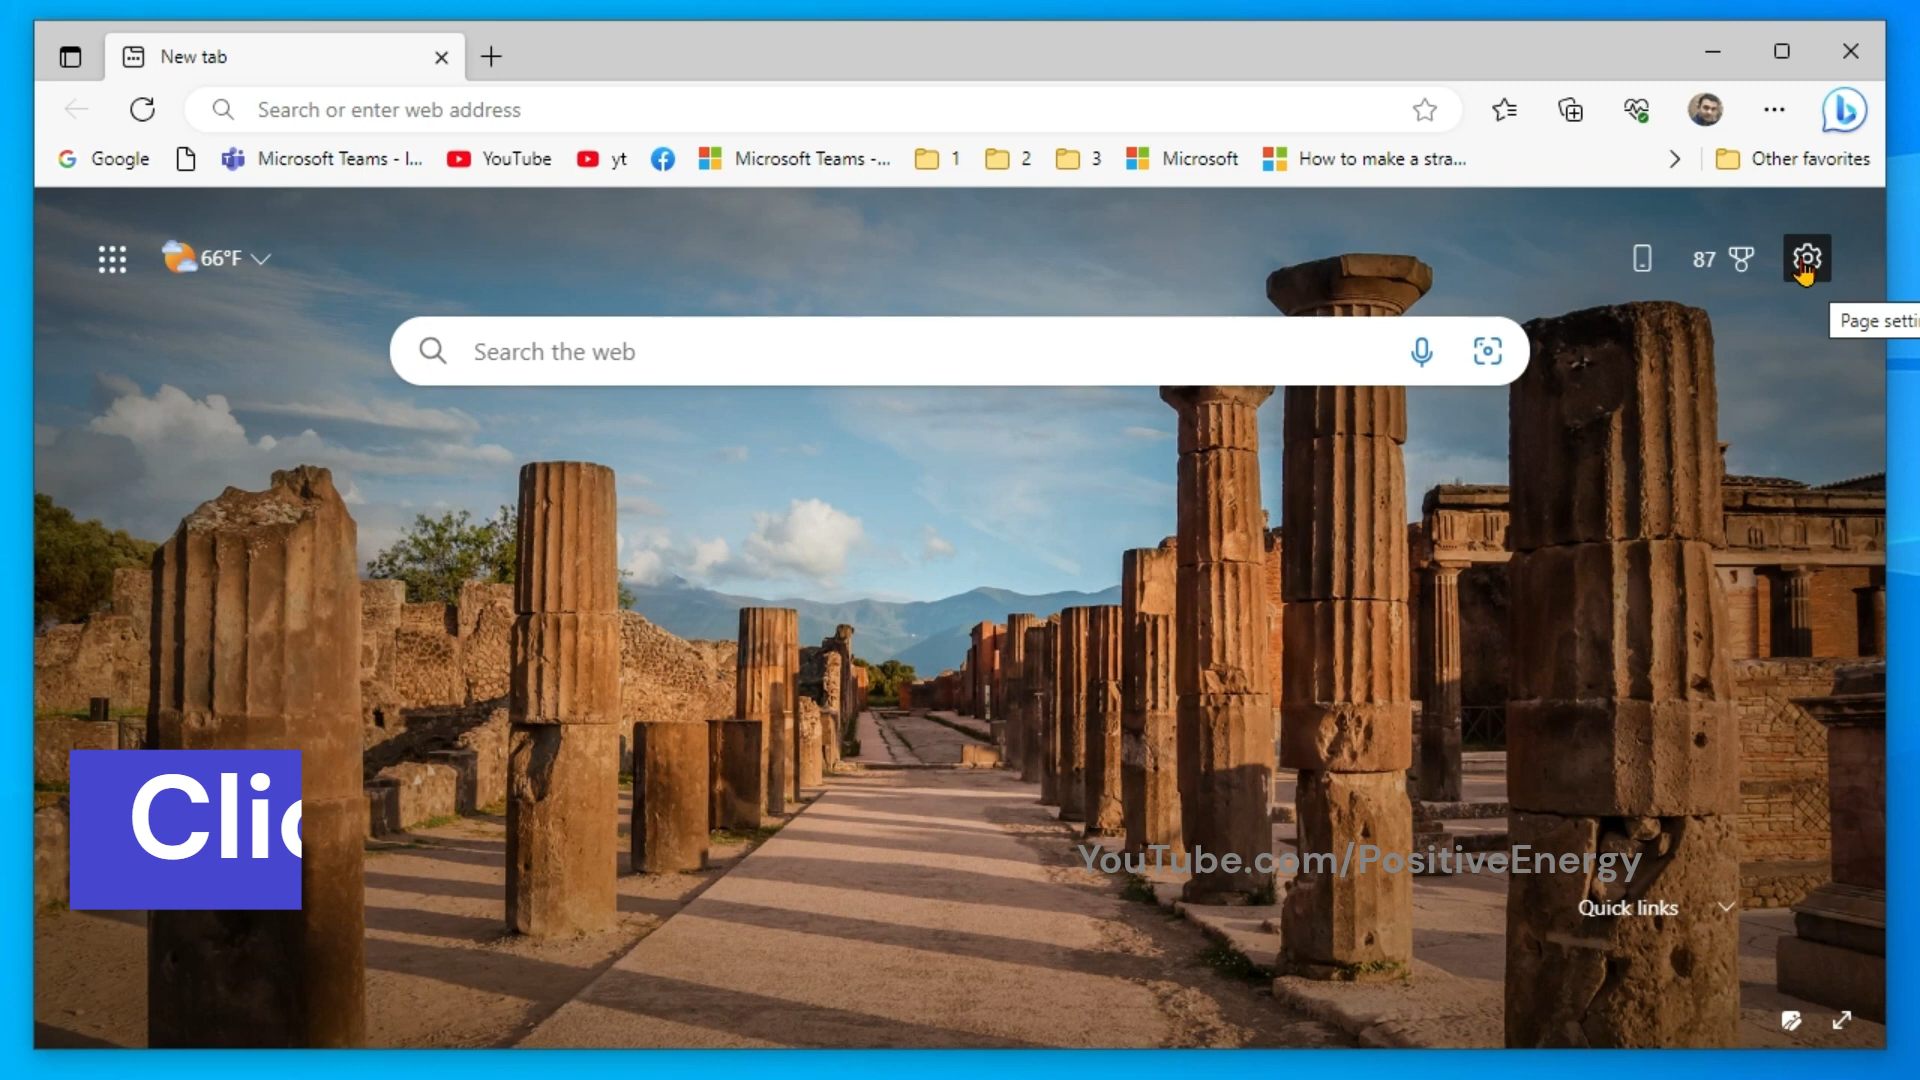 New tab
Search or enter web address
Google
Microsoft Teams - I...
YouTube
yt
Microsoft Teams -...
1
2
3
Microsoft
How to make a stra...
Other favorites
66°F
87
Page setti
Search the web
Clic
YouTube.com/PositiveEnergy
Quick links